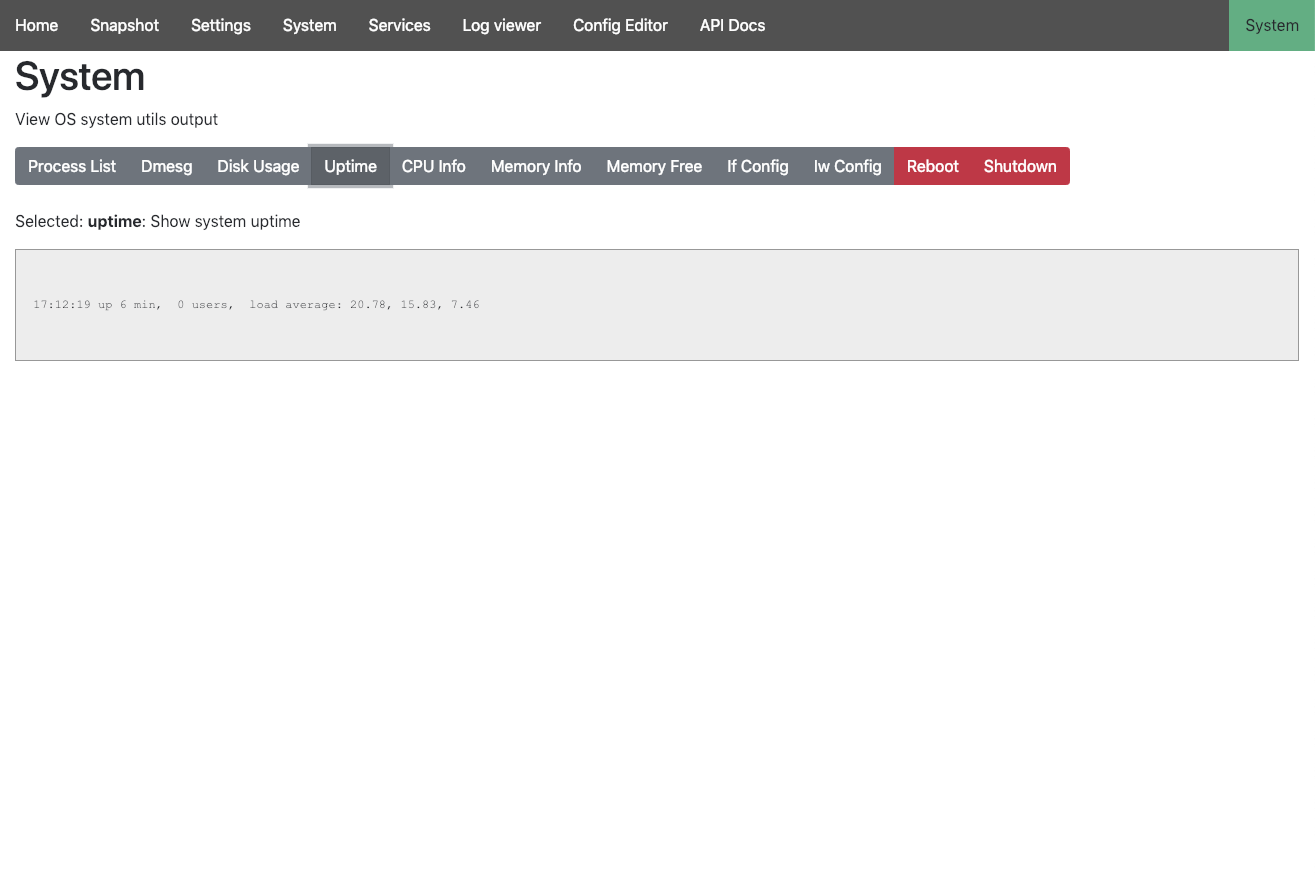 Home Snapshot Settings System Services Log viewer Config Editor API Docs System
System
View OS system utils output
Process List Dmesg Disk Usage Uptime CPU Info Memory Info Memory Free If Config Iw Config Reboot Shutdown
Selected: uptime: Show system uptime
17:12:19 up 6 min,  0 users,  load average: 20.78, 15.83, 7.46